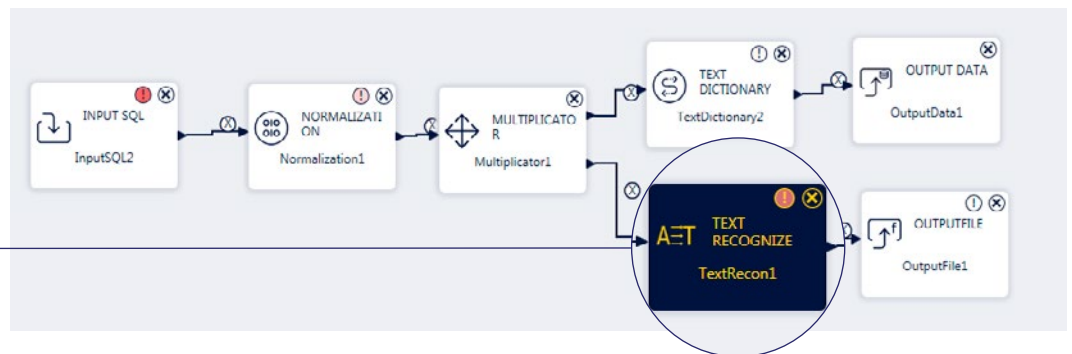 INPUT SQL
InputSQL2
NORMALIZATI
ON
Normalization1
MULTIPLICATO
R
Multiplicator1
TEXT
DICTIONARY
TextDictionary2
OUTPUT DATA
OutputData1
AET
TEXT
RECOGNIZE
TextRecon1
f
OUTPUTFILE
OutputFile1